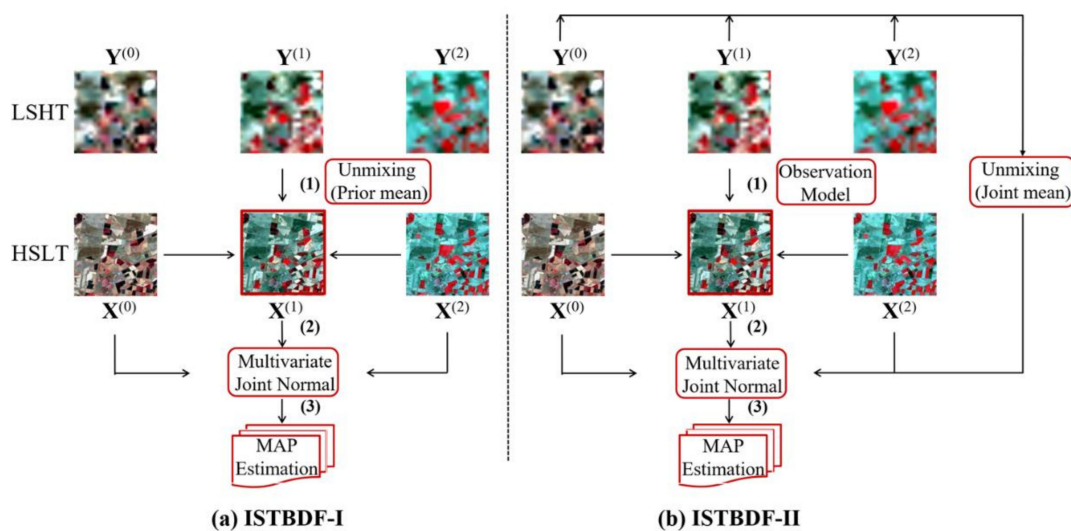 Y(0) Y(1) Y(2) Y(0) Y(1) Y(2)
LSHT
(1)
Unmixing
(Prior mean)
(1)
Observation
Model
Unmixing
(Joint mean)
HSLT
X(0) X(1) X(2) X(0) X(1) X(2)
(2) (2)
Multivariate
Joint Normal
Multivariate
Joint Normal
(3) (3)
MAP
Estimation
MAP
Estimation
(a) ISTBDF-I (b) ISTBDF-II